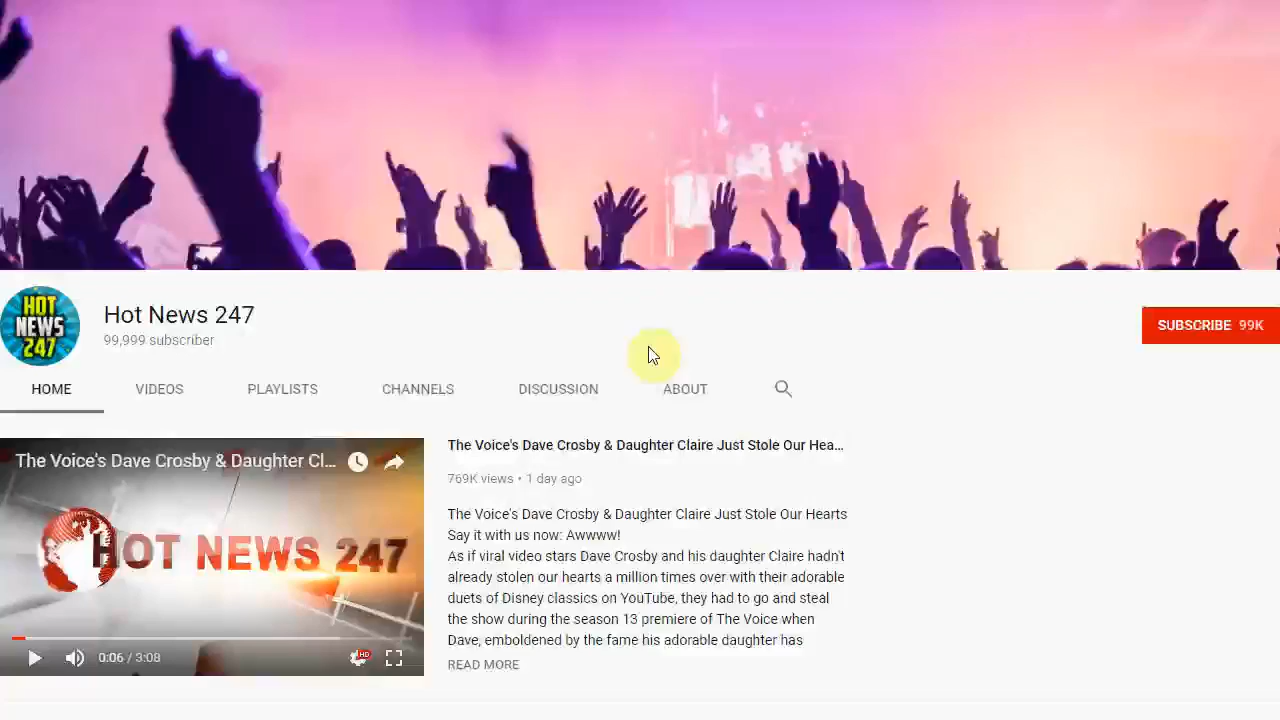 HOT
NEWS
247
Hot News 247
99,999 subscriber
SUBSCRIBE 99K
HOME VIDEOS PLAYLISTS CHANNELS DISCUSSION ABOUT
The Voice's Dave Crosby & Daughter Cl...
HOT NEWS 247
0:06 / 3:08
HD
The Voice's Dave Crosby & Daughter Claire Just Stole Our Hea...
769K views • 1 day ago
The Voice's Dave Crosby & Daughter Claire Just Stole Our Hearts
Say it with us now: Awwww!
As if viral video stars Dave Crosby and his daughter Claire hadn't
already stolen our hearts a million times over with their adorable
duets of Disney classics on YouTube, they had to go and steal
the show during the season 13 premiere of The Voice when
Dave, emboldened by the fame his adorable daughter has
READ MORE